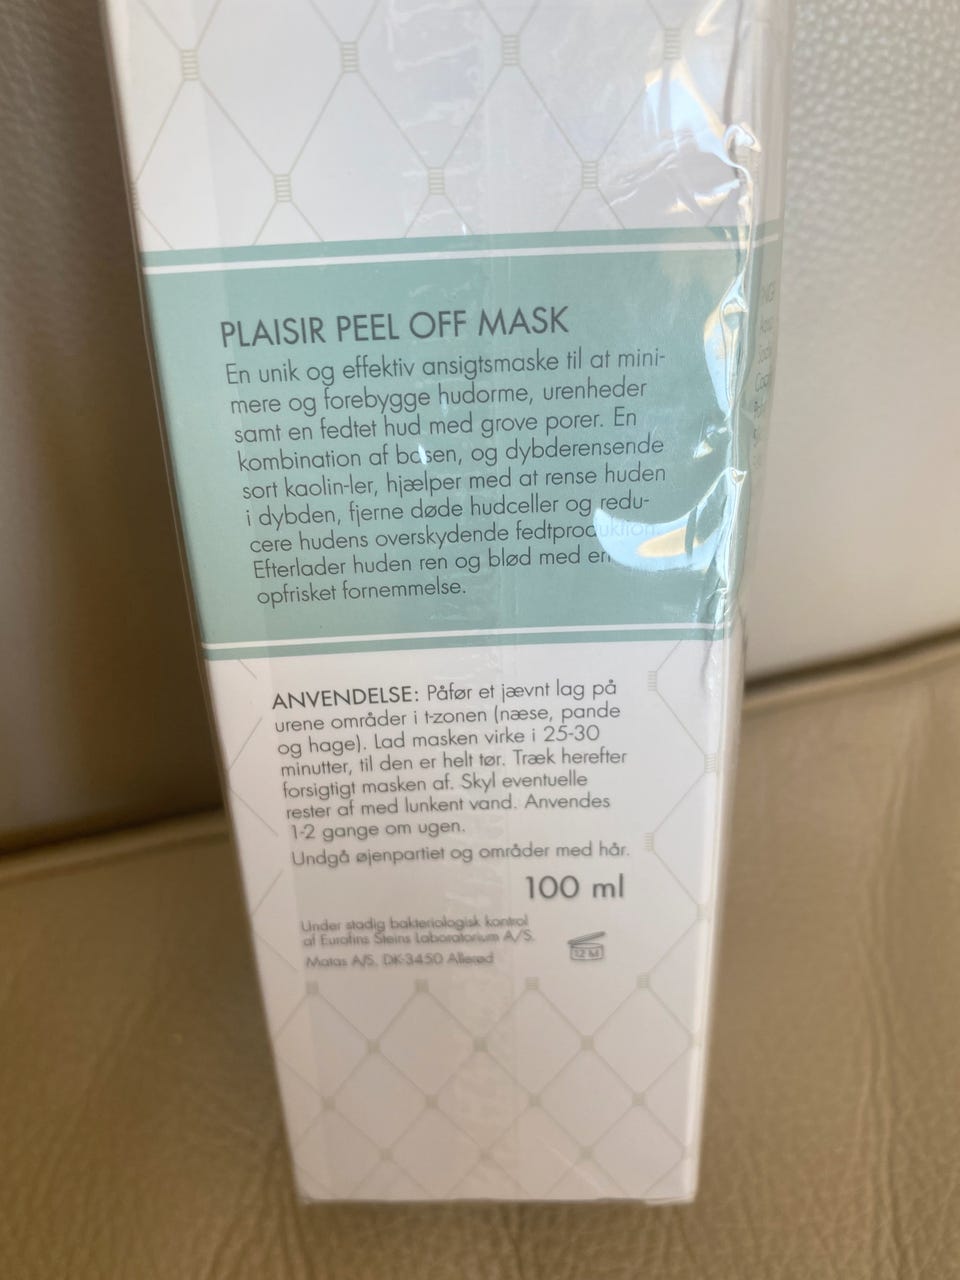 PLAISIR PEEL OFF MASK
En unik og effektiv ansigtsmaske til at mini-
mere og forebygge hudorme, urenheder
samt en fedtet hud med grove porer. En
kombination af basen, og dybderensende
sort kaolin-ler, hjælper med at rense huden
i dybden, fjerne døde hudceller og redu-
cere hudens overskydende fedtproduktion.
Efterlader huden ren og blød med en
opfrisket fornemmelse.
ANVENDELSE: Påfør et jævnt lag på
urene områder i t-zonen (næse, pande
og hage). Lad masken virke i 25-30
minutter, til den er helt tør. Træk herefter
forsigtigt masken af. Skyl eventuelle
rester af med lunkent vand. Anvendes
1-2 gange om ugen.
Undgå øjenpartiet og områder med hår.
100 ml
Under stadig bakteriologisk kontrol
af Eurofins Steins Laboratorium A/S.
Matas A/S, DK-3450 Allerød
12 M